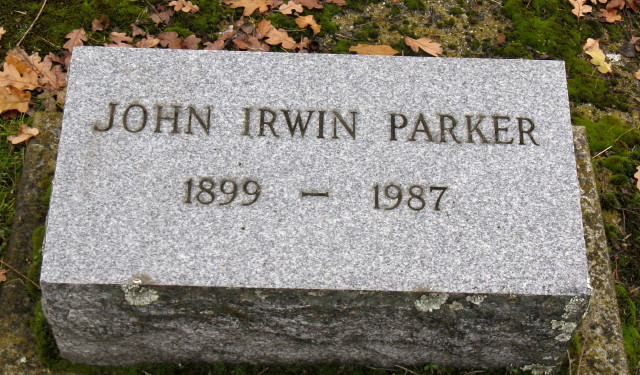 JOHN IRWIN PARKER
1899 — 1987